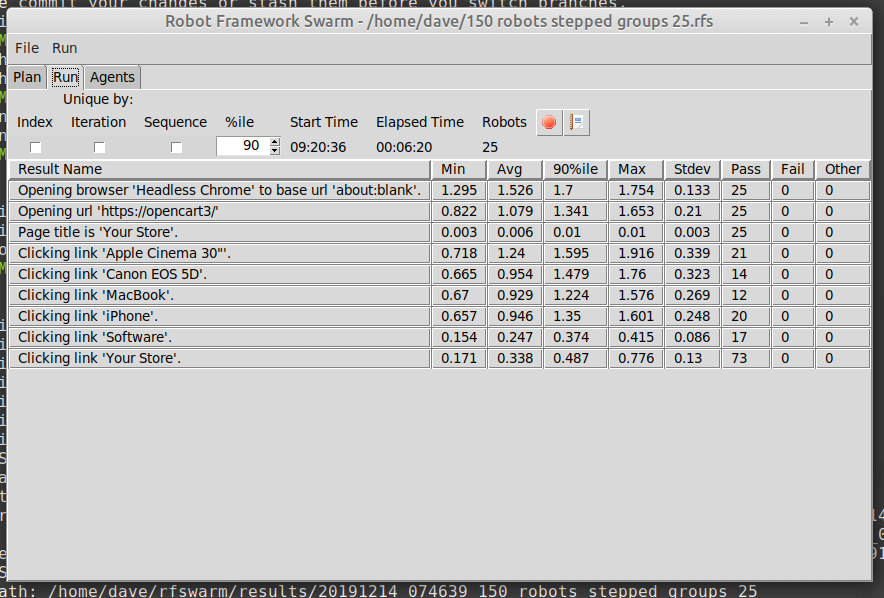 e commit your changes or stash them before you switch branches.
Robot Framework Swarm - /home/dave/150 robots stepped groups 25.rfs
File Run
Plan Run Agents
Unique by:
Index Iteration Sequence %ile Start Time Elapsed Time Robots
90 09:20:36 00:06:20 25
Result Name Min Avg 90%ile Max Stdev Pass Fail Other
Opening browser 'Headless Chrome' to base url 'about:blank'. 1.295 1.526 1.7 1.754 0.133 25 0 0
Opening url 'https://opencart3/' 0.822 1.079 1.341 1.653 0.21 25 0 0
Page title is 'Your Store'. 0.003 0.006 0.01 0.01 0.003 25 0 0
Clicking link 'Apple Cinema 30"'. 0.718 1.24 1.595 1.916 0.339 21 0 0
Clicking link 'Canon EOS 5D'. 0.665 0.954 1.479 1.76 0.323 14 0 0
Clicking link 'MacBook'. 0.67 0.929 1.224 1.576 0.269 12 0 0
Clicking link 'iPhone'. 0.657 0.946 1.35 1.601 0.248 20 0 0
Clicking link 'Software'. 0.154 0.247 0.374 0.415 0.086 17 0 0
Clicking link 'Your Store'. 0.171 0.338 0.487 0.776 0.13 73 0 0
ath: /home/dave/rfswarm/results/20191214_074639_150_robots_stepped_groups_25